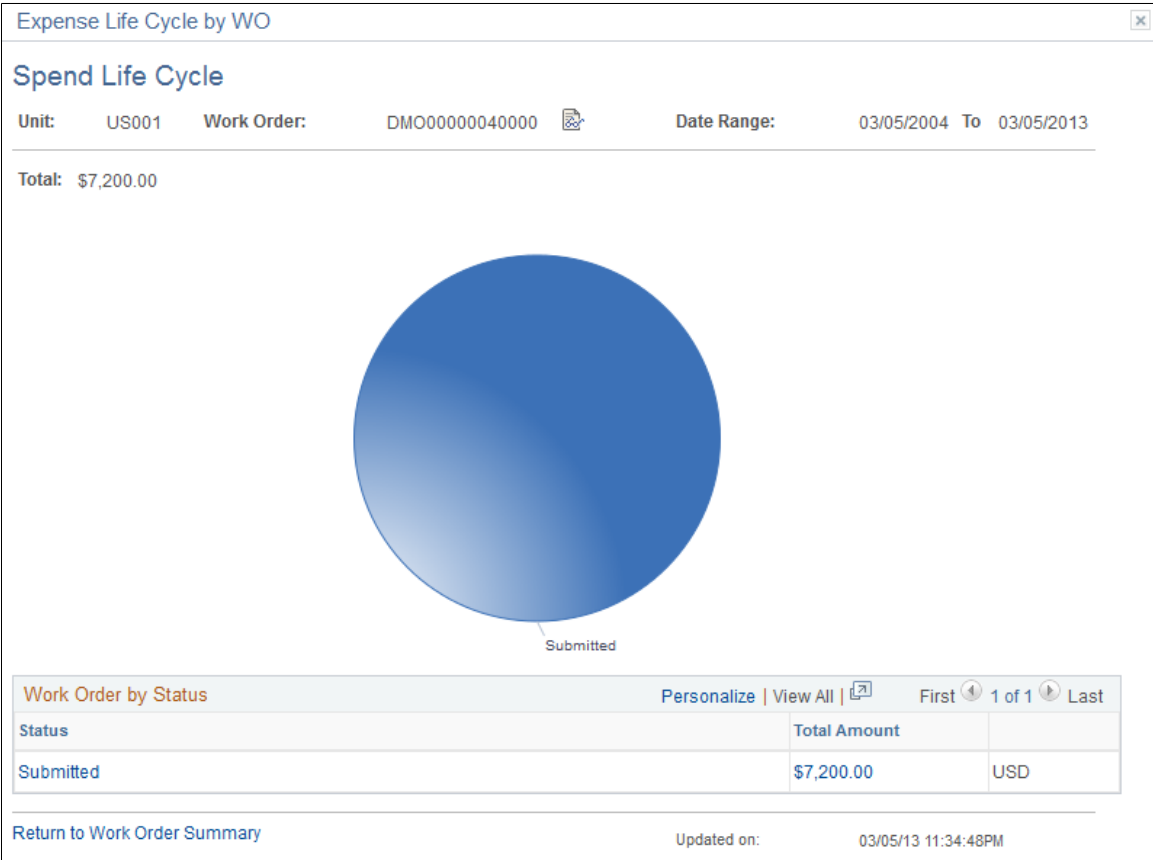 Expense Life Cycle by WO
Spend Life Cycle
Unit: US001 Work Order: DMO00000040000 Date Range: 03/05/2004 To 03/05/2013
Total: $7,200.00
Submitted
Work Order by Status Personalize | View All | First 1 of 1 Last
Status Total Amount
Submitted $7,200.00 USD
Return to Work Order Summary Updated on: 03/05/13 11:34:48PM